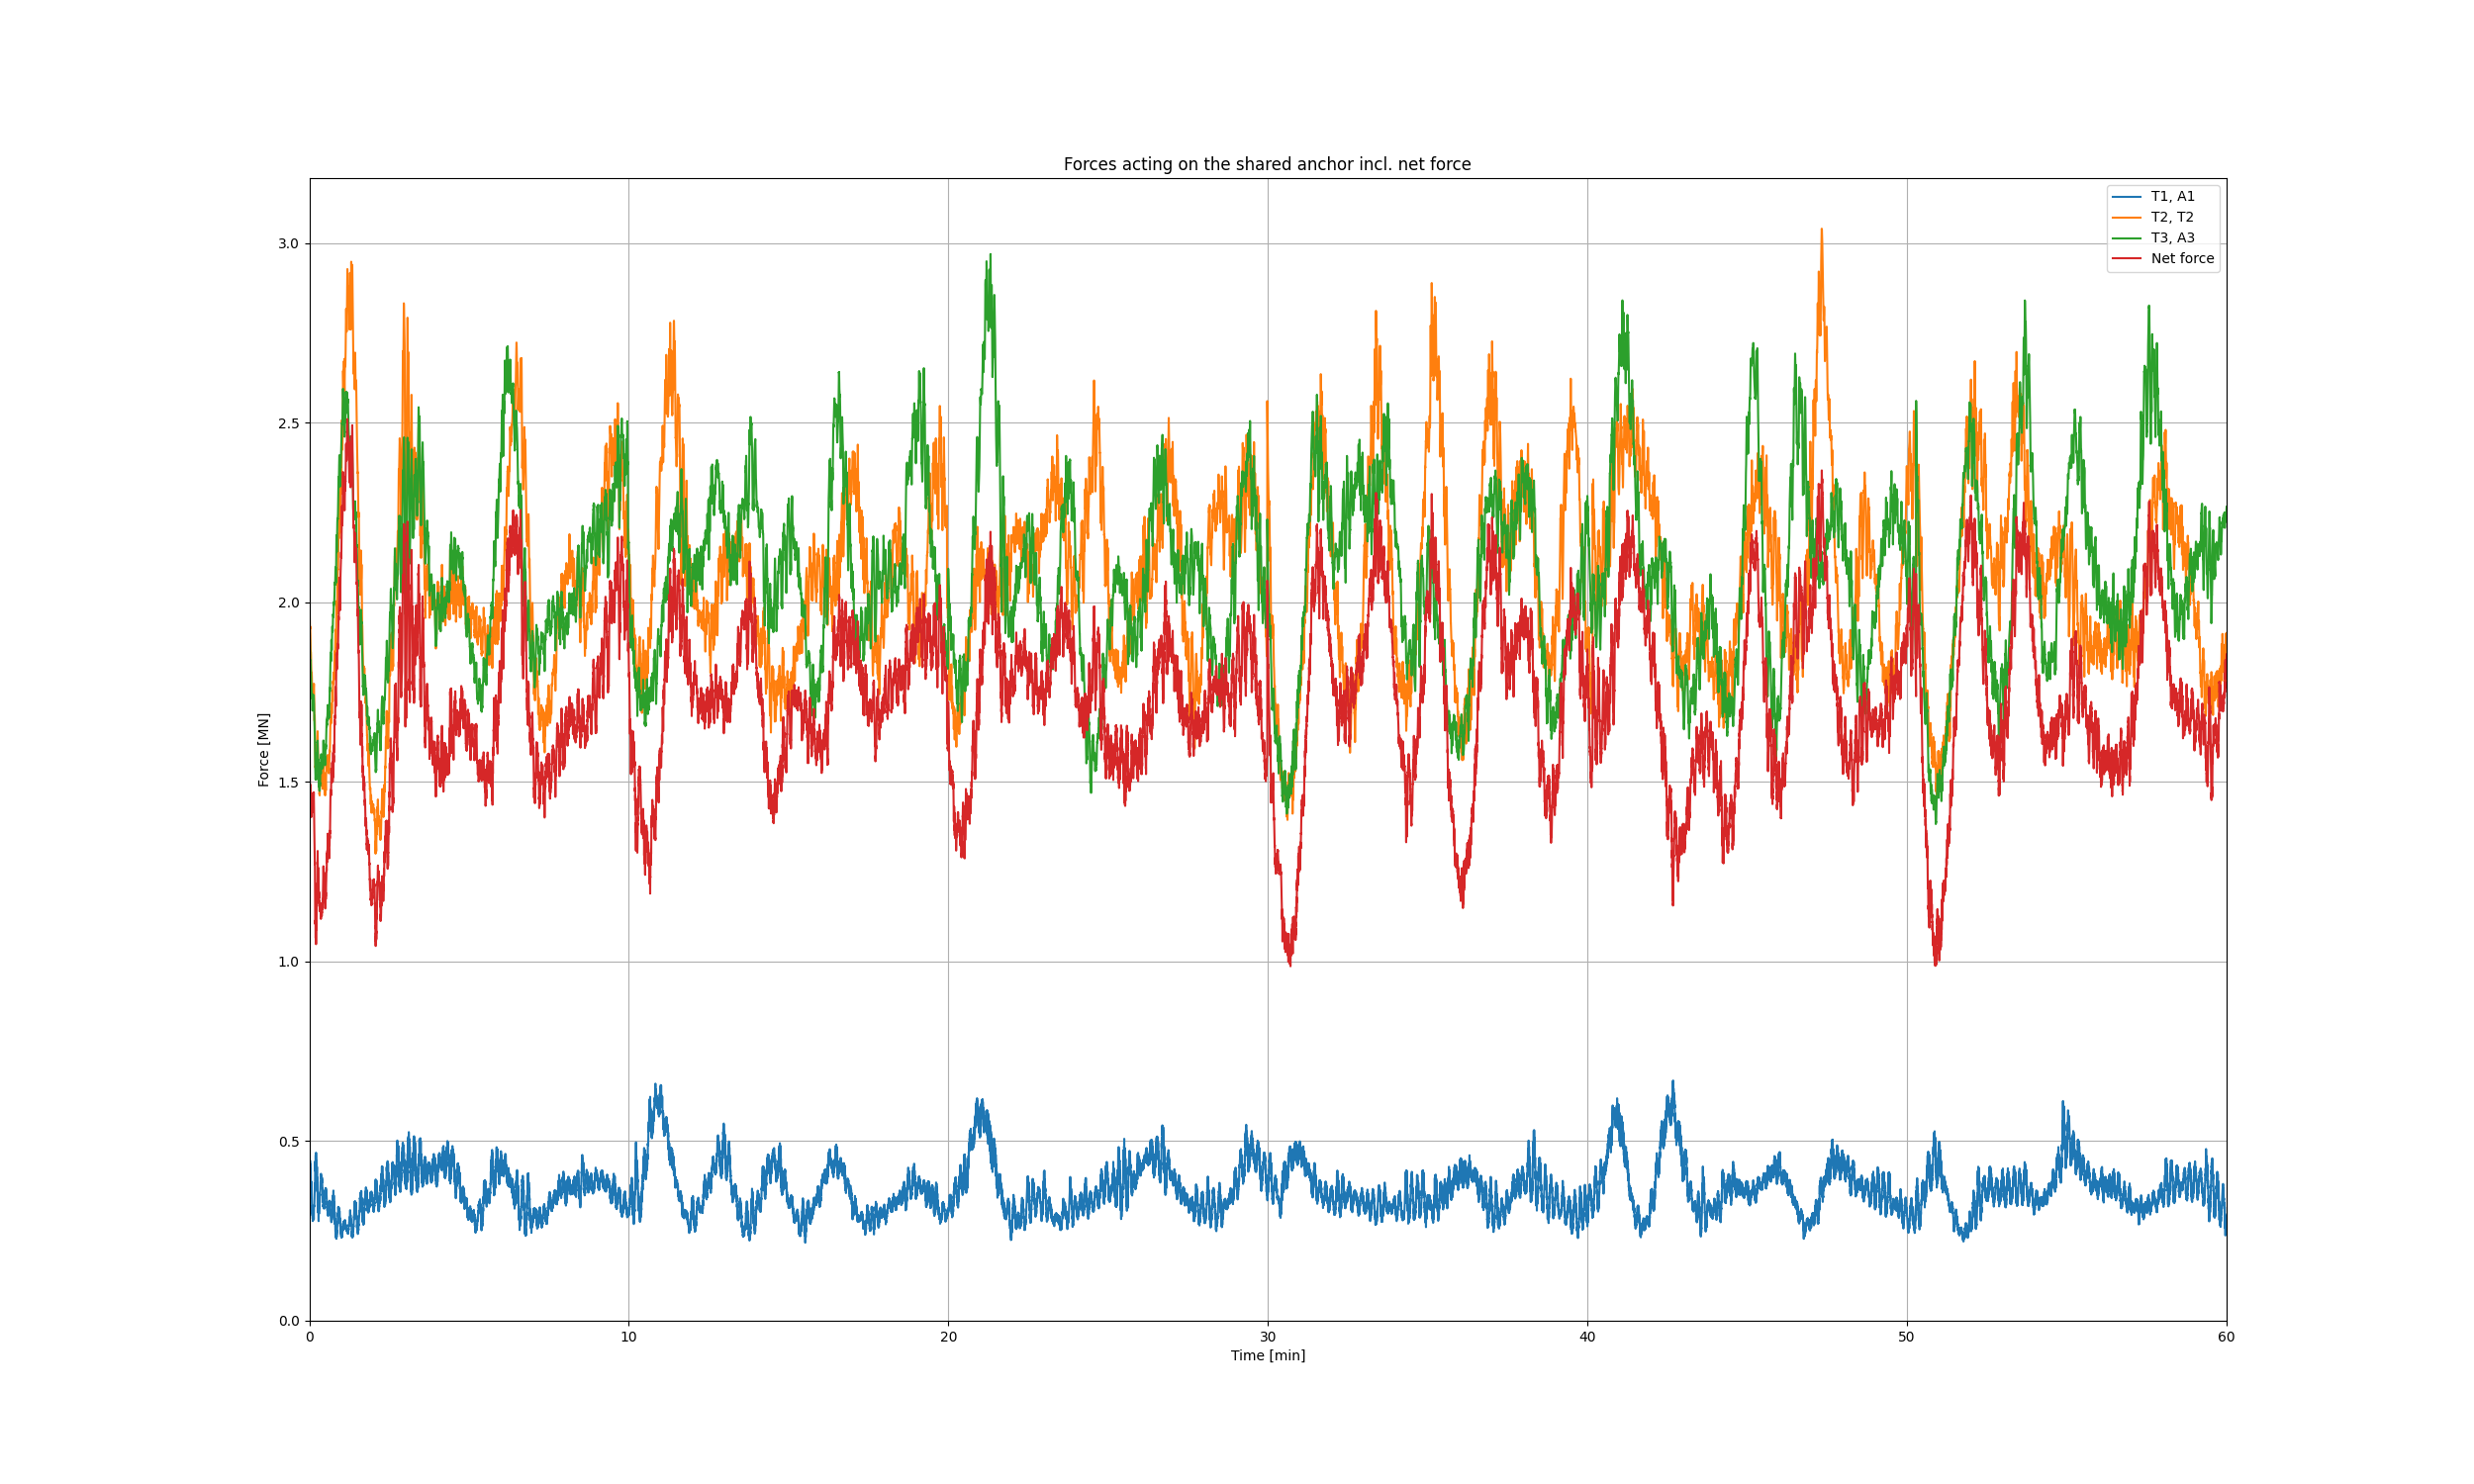 Forces acting on the shared anchor incl. net force
T1, A1
T2, T2
T3, A3
Net force
Force [MN]
3.0
2.5
2.0
1.5
1.0
0.5
0.0
0 10 20 30 40 50 60
Time [min]